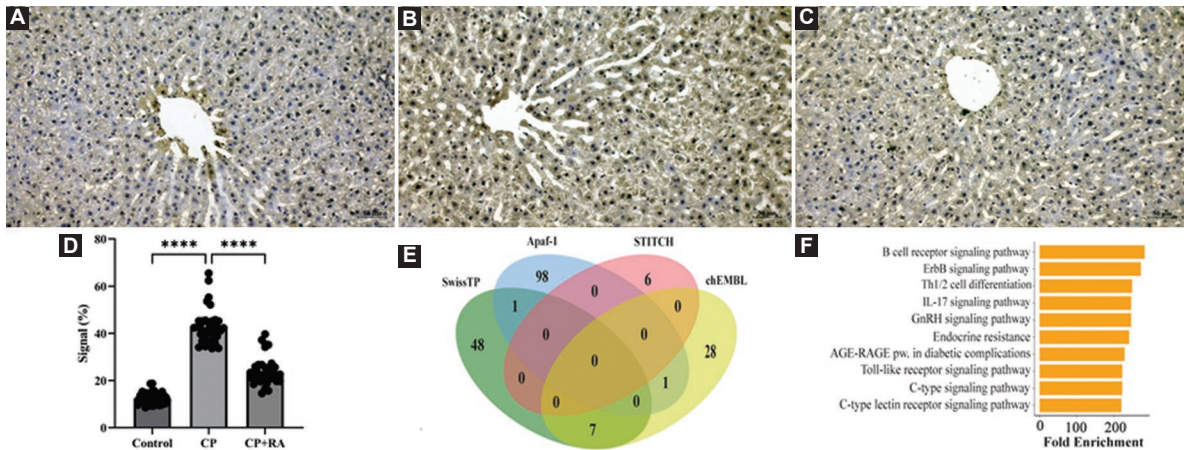 A
B
C
D
80
60
40
20
0
Signal (%)
****
****
Control
CP
CP+RA
E
Apaf-1
STITCH
SwissTP
chEMBL
98
6
1
0
0
48
0
0
28
0
0
1
0
0
7
F
B cell receptor signaling pathway
ErbB signaling pathway
Th1/2 cell differentiation
IL-17 signaling pathway
GnRH signaling pathway
Endocrine resistance
AGE-RAGE pw. in diabetic complications
Toll-like receptor signaling pathway
C-type signaling pathway
C-type lectin receptor signaling pathway
0
100
200
Fold Enrichment